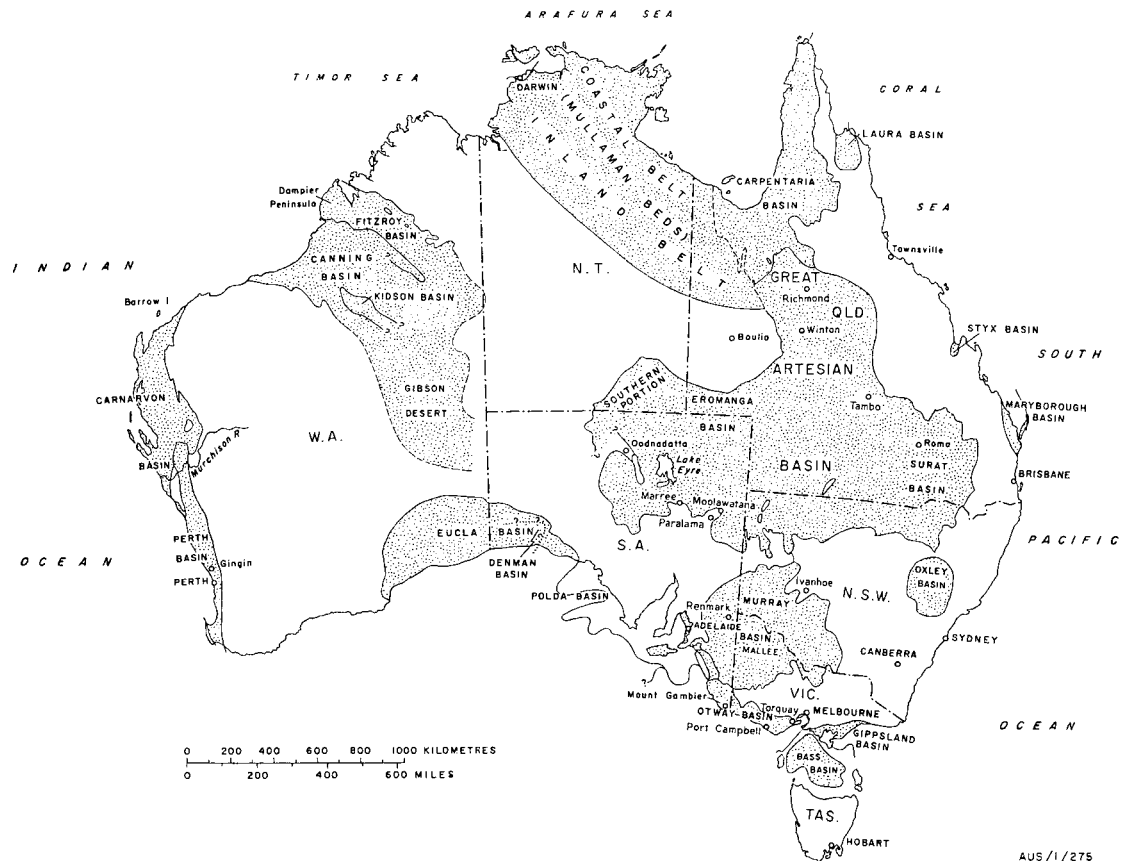 ARAFURA SEA
TIMOR SEA
CORAL
SEA
INDIAN
OCEAN
SOUTH
PACIFIC
OCEAN
DARWIN
COASTAL BELT
(MULLAMAN BEDS)
INLAND BELT
LAURA BASIN
CARPENTARIA
BASIN
Dampier
Peninsula
FITZROY
BASIN
CANNING
BASIN
KIDSON BASIN
N.T.
Townsville
GREAT
Richmond
QLD
Barrow I
Boulia
Winton
STYX BASIN
ARTESIAN
GIBSON
DESERT
SOUTHERN
PORTION
EROMANGA
BASIN
Tambo
MARYBOROUGH
BASIN
CARNARVON
BASIN
Murchison R
W.A.
Oodnadatta
?
Lake
Eyre
BASIN
Roma
SURAT
BASIN
BRISBANE
Marree
Moolawatana
Paralama
S.A.
EUCLA
BASIN
? ?
DENMAN
BASIN
PERTH
BASIN
Gingin
PERTH
POLDA BASIN
Ivanhoe
N.S.W.
OXLEY
BASIN
Renmark
MURRAY
ADELAIDE
BASIN
MALLEE
SYDNEY
CANBERRA
?
Mount Gambier
VIC.
OTWAY BASIN
Torquay
MELBOURNE
Port Campbell
GIPPSLAND
BASIN
BASS
BASIN
TAS.
HOBART
0 200 400 600 800 1000 KILOMETRES
0 200 400 600 MILES
AUS/1/275